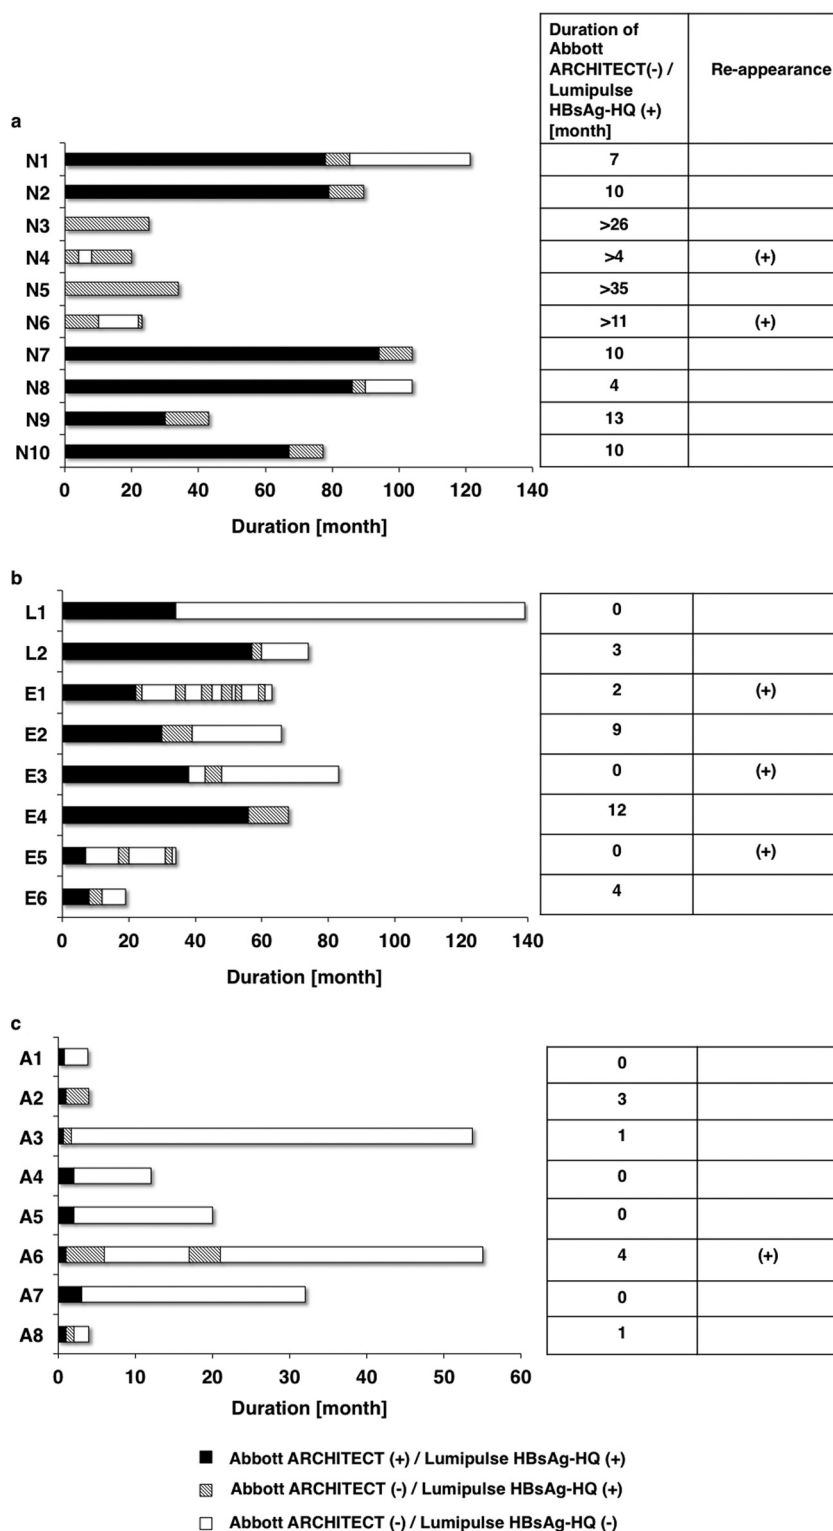 Duration of
Abbott
ARCHITECT(-) /
Lumipulse
HBsAg-HQ (+)
[month]
Re-appearance
a
N1 7
N2 10
N3 >26
N4 >4 (+)
N5 >35
N6 >11 (+)
N7 10
N8 4
N9 13
N10 10
0 20 40 60 80 100 120 140
Duration [month]
b
L1 0
L2 3
E1 2 (+)
E2 9
E3 0 (+)
E4 12
E5 0 (+)
E6 4
0 20 40 60 80 100 120 140
Duration [month]
c
A1 0
A2 3
A3 1
A4 0
A5 0
A6 4 (+)
A7 0
A8 1
0 10 20 30 40 50 60
Duration [month]
Abbott ARCHITECT (+) / Lumipulse HBsAg-HQ (+)
Abbott ARCHITECT (-) / Lumipulse HBsAg-HQ (+)
Abbott ARCHITECT (-) / Lumipulse HBsAg-HQ (-)